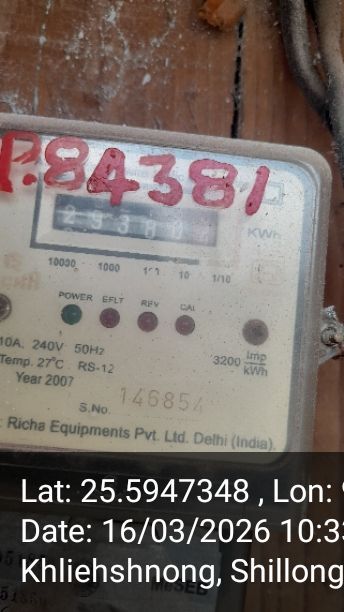 P.84381
KWh
10000 1000 10 1/10
POWER EFLT REV CAL
10A. 240V 50Hz
Temp. 27°C RS-12
3200 Imp/kWh
Year 2007
S.No. 146854
Richa Equipments Pvt. Ltd. Delhi (India).
Lat: 25.5947348 , Lon:
Date: 16/03/2026 10:33
Khliehshnong, Shillong